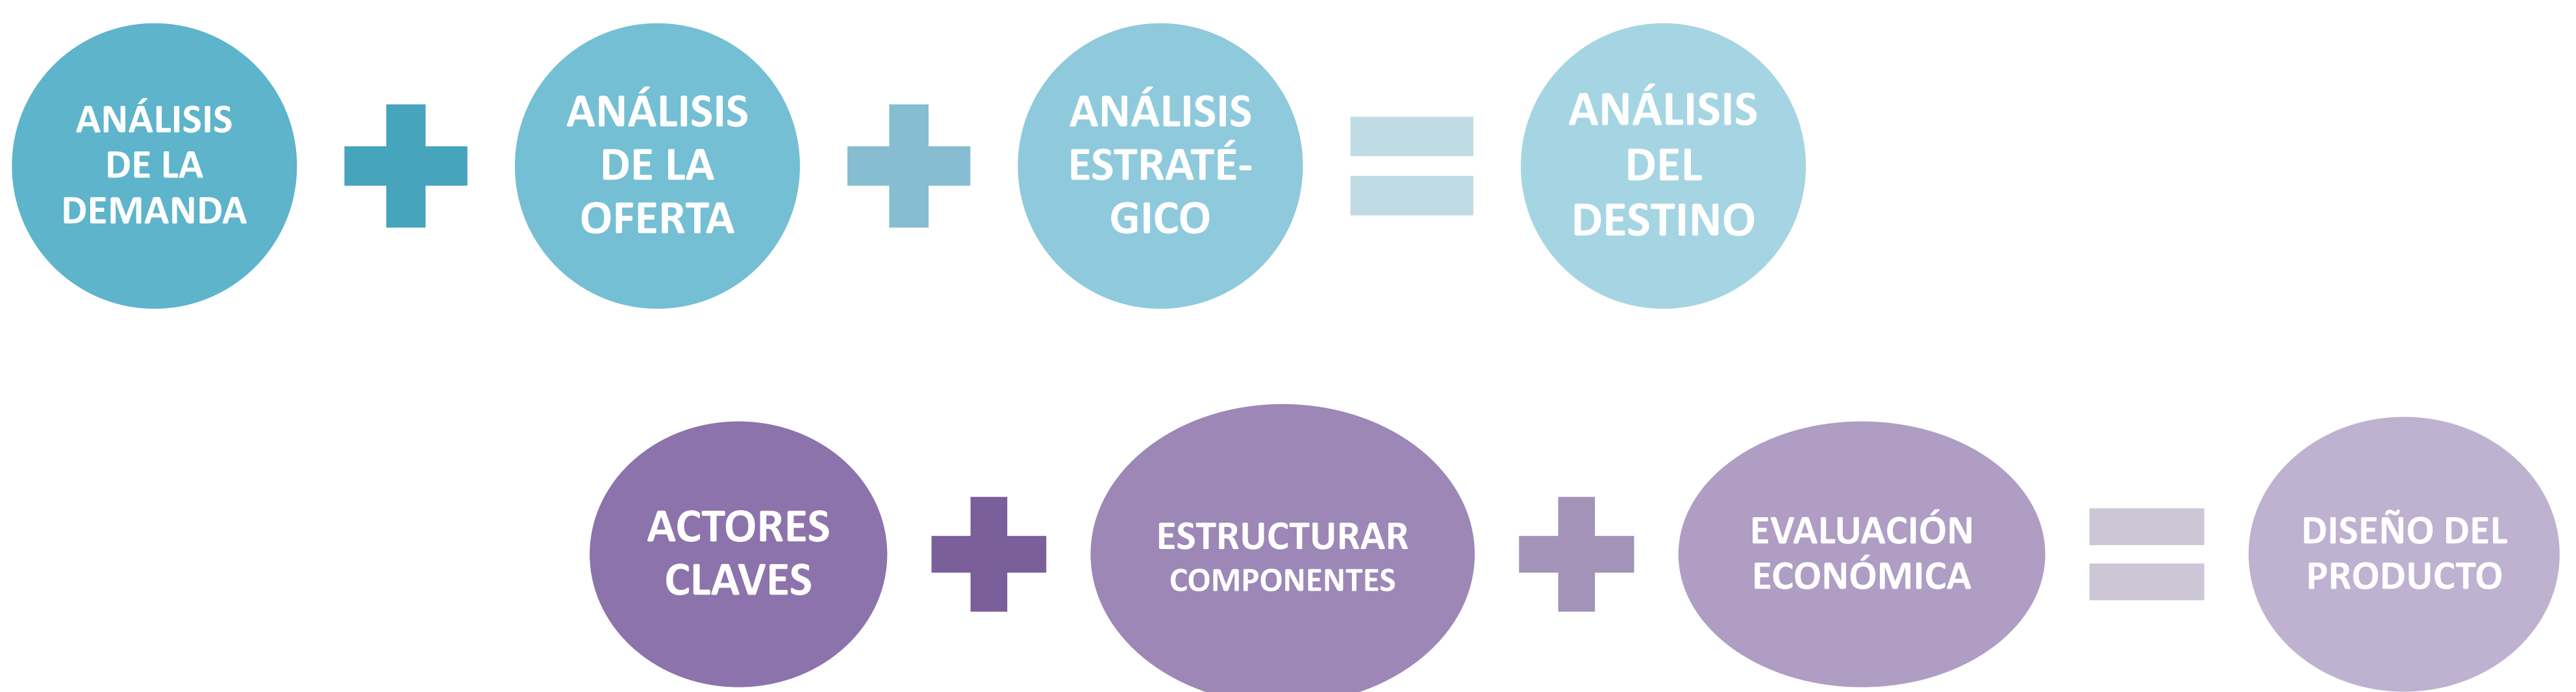 ANÁLISIS
DE LA
DEMANDA
ANÁLISIS
DE LA
OFERTA
ANÁLISIS
ESTRATÉ-
GICO
ANÁLISIS
DEL
DESTINO
ACTORES
CLAVES
ESTRUCTURAR
COMPONENTES
EVALUACIÓN
ECONÓMICA
DISEÑO DEL
PRODUCTO